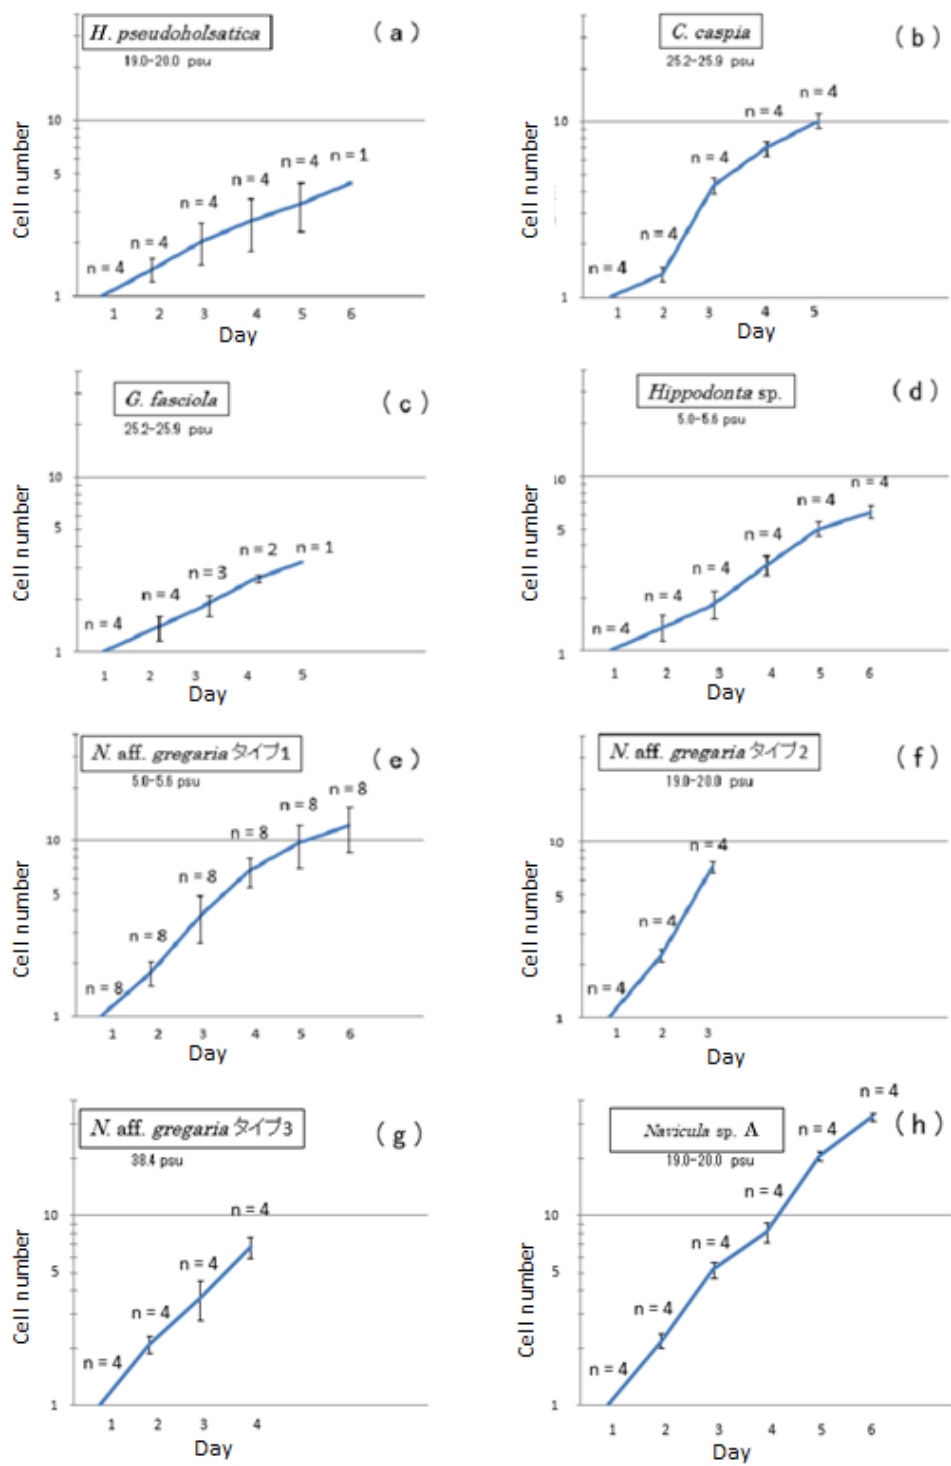 H. pseudoholsatica
(a)
19.0-20.0 psu
n = 4
n = 4
n = 4
n = 4
n = 4
n = 1
10
5
1
Cell number
1 2 3 4 5 6
Day
C. caspia
(b)
25.2-25.9 psu
n = 4
n = 4
n = 4
n = 4
n = 4
10
1
1 2 3 4 5
Day
G. fasciola
(c)
25.2-25.9 psu
n = 4
n = 4
n = 3
n = 2
n = 1
10
5
1
Cell number
1 2 3 4 5
Day
Hippodonta sp.
(d)
5.0-5.6 psu
n = 4
n = 4
n = 4
n = 4
n = 4
n = 4
10
5
1
Cell number
1 2 3 4 5 6
Day
N. aff. gregaria タイプ1
(e)
5.0-5.6 psu
n = 8
n = 8
n = 8
n = 8
n = 8
n = 8
10
5
1
Cell number
1 2 3 4 5 6
Day
N. aff. gregaria タイプ2
(f)
19.0-20.0 psu
n = 4
n = 4
n = 4
10
5
1
Cell number
1 2 3
Day
N. aff. gregaria タイプ3
(g)
38.4 psu
n = 4
n = 4
n = 4
n = 4
10
5
1
Cell number
1 2 3 4
Day
Navicula sp. A
(h)
19.0-20.0 psu
n = 4
n = 4
n = 4
n = 4
n = 4
n = 4
10
5
1
Cell number
1 2 3 4 5 6
Day